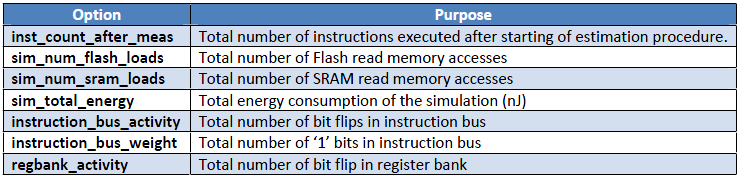 Option Purpose
inst_count_after_meas Total number of instructions executed after starting of estimation procedure.
sim_num_flash_loads Total number of Flash read memory accesses
sim_num_sram_loads Total number of SRAM read memory accesses
sim_total_energy Total energy consumption of the simulation (nJ)
instruction_bus_activity Total number of bit flips in instruction bus
instruction_bus_weight Total number of ‘1’ bits in instruction bus
regbank_activity Total number of bit flip in register bank